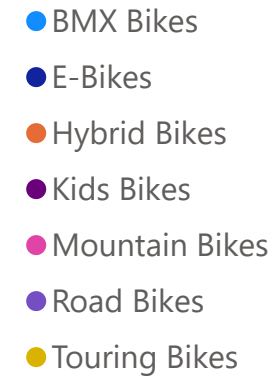 BMX Bikes
E-Bikes
Hybrid Bikes
Kids Bikes
Mountain Bikes
Road Bikes
Touring Bikes